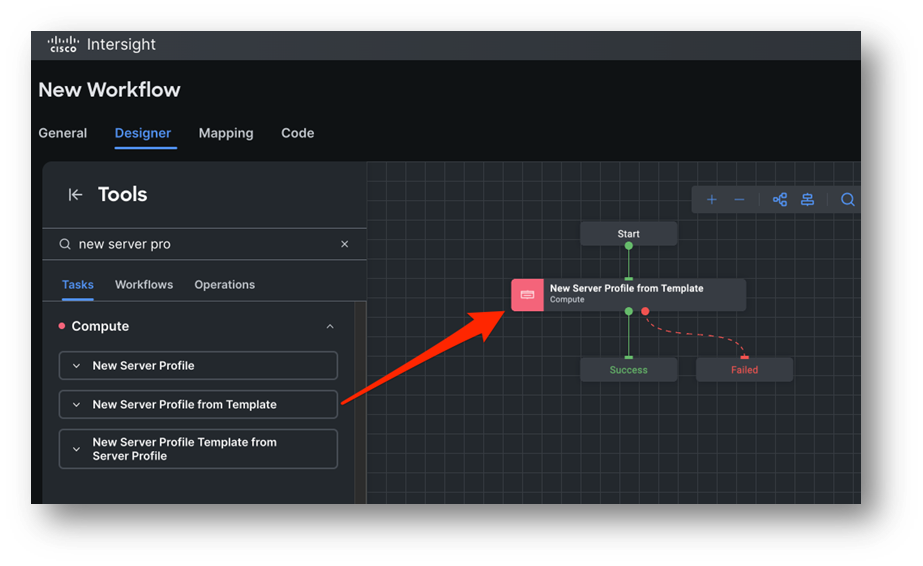 cisco Intersight
New Workflow
General Designer Mapping Code
Tools
new server pro
Tasks Workflows Operations
Compute
New Server Profile
New Server Profile from Template
New Server Profile Template from
Server Profile
Start
New Server Profile from Template
Compute
Success
Failed